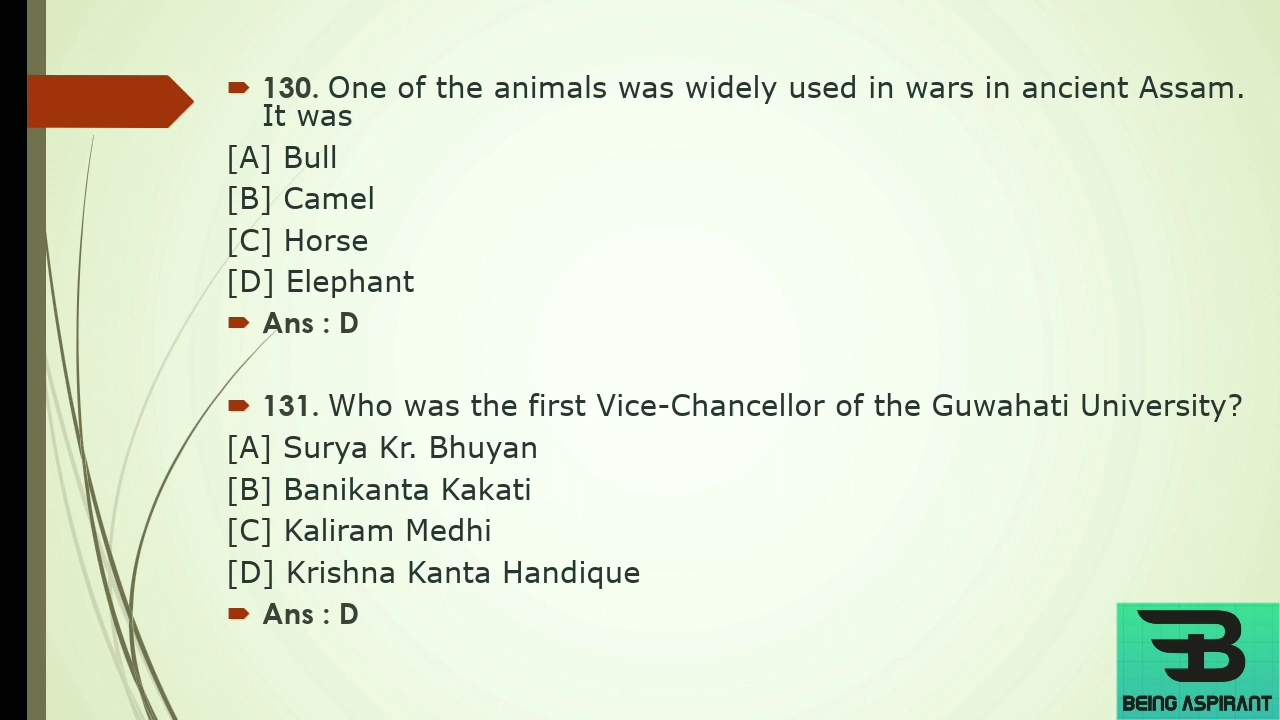 130. One of the animals was widely used in wars in ancient Assam.
It was
[A] Bull
[B] Camel
[C] Horse
[D] Elephant
Ans : D
131. Who was the first Vice-Chancellor of the Guwahati University?
[A] Surya Kr. Bhuyan
[B] Banikanta Kakati
[C] Kaliram Medhi
[D] Krishna Kanta Handique
Ans : D
BEING ASPIRANT